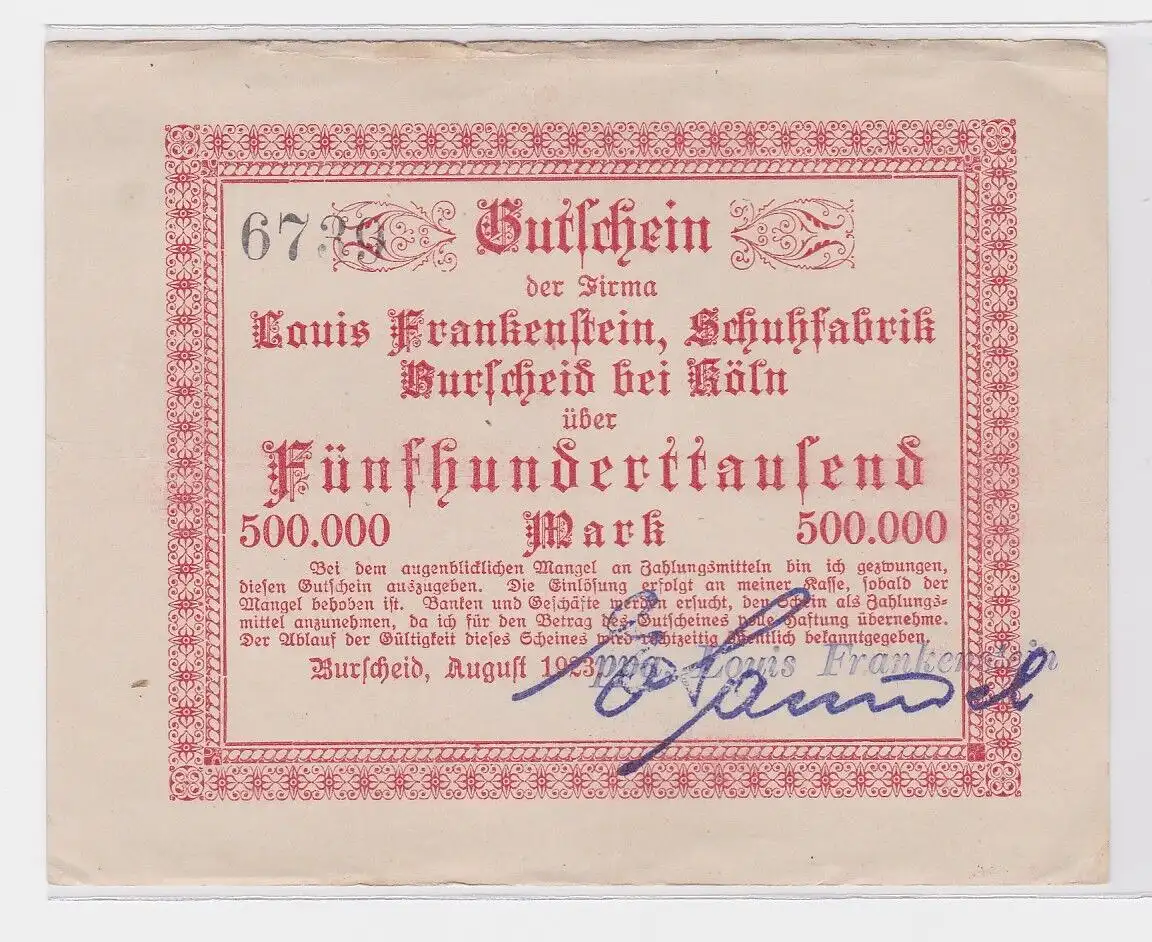 6739 Gutschein
der Firma
Louis Frankenstein, Schuhfabrik
Burscheid bei Köln
über
Fünfhunderttausend
500.000 Mark 500.000
Bei dem augenblicklichen Mangel an Zahlungsmitteln bin ich gezwungen,
diesen Gutschein auszugeben. Die Einlösung erfolgt an meiner Kasse, sobald der
Mangel behoben ist. Banken und Geschäfte werden ersucht, den Schein als Zahlungs-
mittel anzunehmen, da ich für den Betrag des Gutscheines volle Haftung übernehme.
Der Ablauf der Gültigkeit dieses Scheines wird rechtzeitig öffentlich bekanntgegeben.
Burscheid, August 1923 ppa. Louis Frankenstein